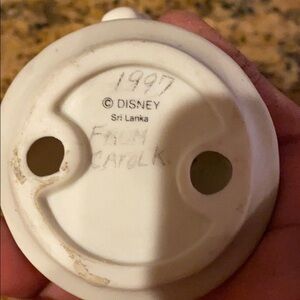 1997
© DISNEY
Sri Lanka
FROM
CAROL K.